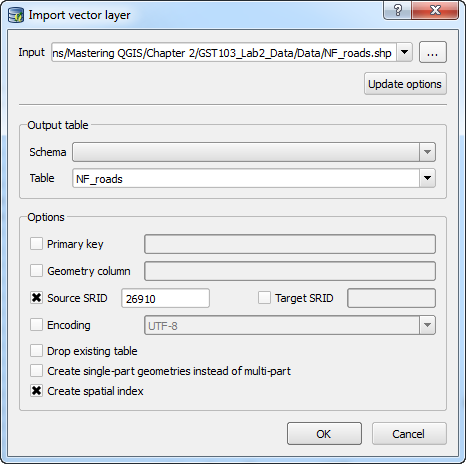 Import vector layer
?
Input ns/Mastering QGIS/Chapter 2/GST103_Lab2_Data/Data/NF_roads.shp ...
Update options
Output table
Schema
Table NF_roads
Options
Primary key
Geometry column
Source SRID 26910 Target SRID
Encoding UTF-8
Drop existing table
Create single-part geometries instead of multi-part
Create spatial index
OK Cancel